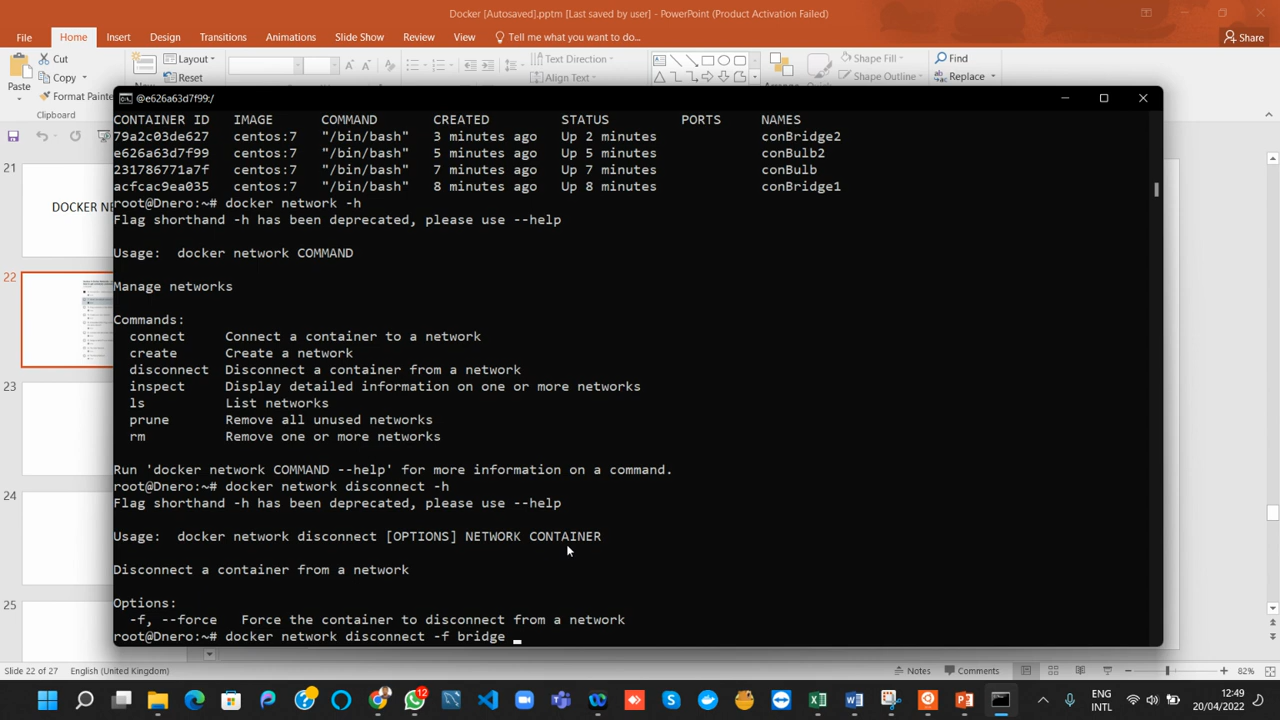 Docker [Autosaved].pptm [Last saved by user] - PowerPoint (Product Activation Failed)
File Home Insert Design Transitions Animations Slide Show Review View Tell me what you want to do... Share
Cut Layout Text Direction Shape Fill Find
Paste Copy Reset Align Text Shape Outline Replace
Format Painte
Clipboard
@e626a63d7f99:/
CONTAINER ID IMAGE COMMAND CREATED STATUS PORTS NAMES
79a2c03de627 centos:7 "/bin/bash" 3 minutes ago Up 2 minutes conBridge2
e626a63d7f99 centos:7 "/bin/bash" 5 minutes ago Up 5 minutes conBulb2
231786771a7f centos:7 "/bin/bash" 7 minutes ago Up 7 minutes conBulb
acfcac9ea035 centos:7 "/bin/bash" 8 minutes ago Up 8 minutes conBridge1
root@Dnero:~# docker network -h
Flag shorthand -h has been deprecated, please use --help
Usage:  docker network COMMAND
Manage networks
Commands:
connect Connect a container to a network
create Create a network
disconnect Disconnect a container from a network
inspect Display detailed information on one or more networks
ls List networks
prune Remove all unused networks
rm Remove one or more networks
Run 'docker network COMMAND --help' for more information on a command.
root@Dnero:~# docker network disconnect -h
Flag shorthand -h has been deprecated, please use --help
Usage:  docker network disconnect [OPTIONS] NETWORK CONTAINER
Disconnect a container from a network
Options:
-f, --force Force the container to disconnect from a network
root@Dnero:~# docker network disconnect -f bridge
21
DOCKER NE
22
23
24
25
Slide 22 of 27 English (United Kingdom) Notes Comments 82%
12
ENG
INTL
12:49
20/04/2022